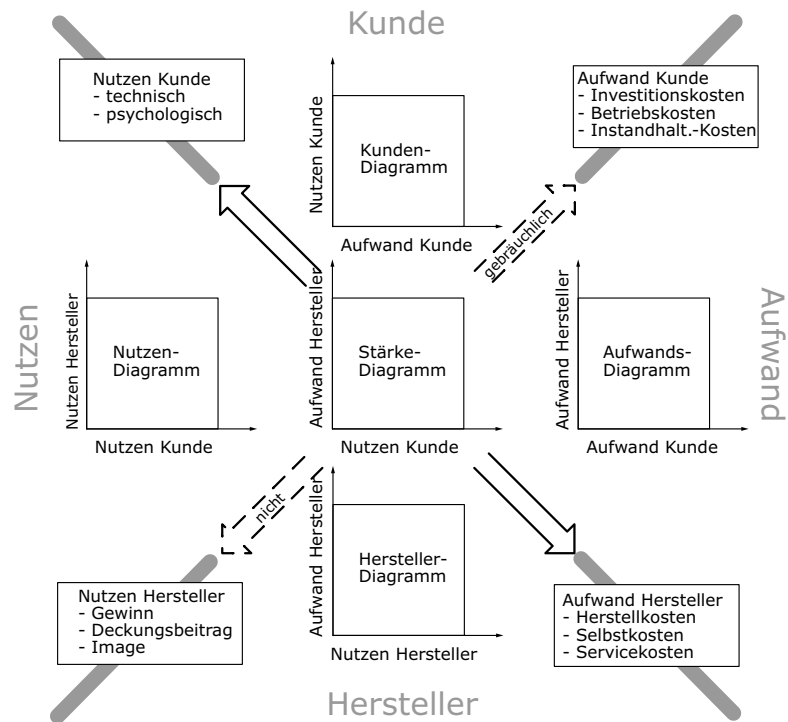 Kunde
Nutzen Kunde
- technisch
- psychologisch
Nutzen Kunde
Kunden-
Diagramm
Aufwand Kunde
Aufwand Kunde
- Investitionskosten
- Betriebskosten
- Instandhalt.-Kosten
gebräuchlich
Nutzen
Nutzen Hersteller
Nutzen-
Diagramm
Nutzen Kunde
Aufwand Hersteller
Stärke-
Diagramm
Nutzen Kunde
Aufwand Hersteller
Aufwands-
Diagramm
Aufwand Kunde
Aufwand
nicht
Nutzen Hersteller
- Gewinn
- Deckungsbeitrag
- Image
Aufwand Hersteller
Hersteller-
Diagramm
Nutzen Hersteller
Aufwand Hersteller
- Herstellkosten
- Selbstkosten
- Servicekosten
Hersteller